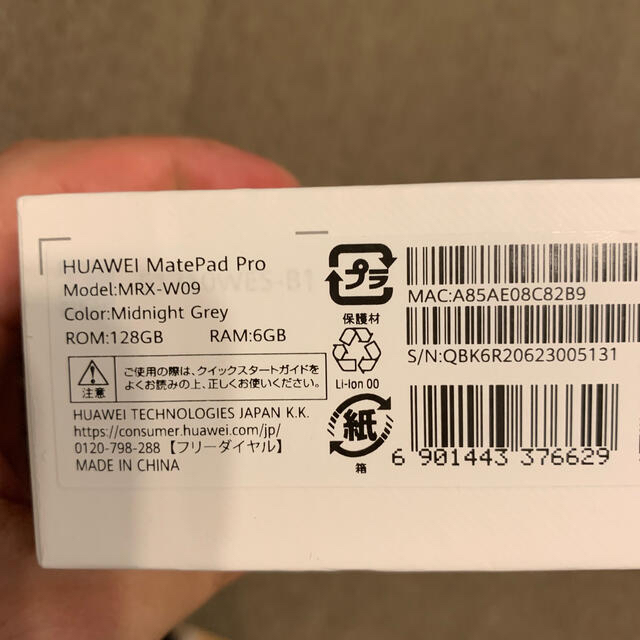 HUAWEI MatePad Pro
Model:MRX-W09
Color:Midnight Grey
ROM:128GB RAM:6GB
注意
ご使用の際は、クイックスタートガイドを
よくお読みの上、正しくお使いください。
HUAWEI TECHNOLOGIES JAPAN K.K.
https://consumer.huawei.com/jp/
0120-798-288【フリーダイヤル】
MADE IN CHINA
プラ
保護材
Li-Ion 00
紙
箱
MAC:A85AE08C82B9
S/N:QBK6R20623005131
6 901443 376629